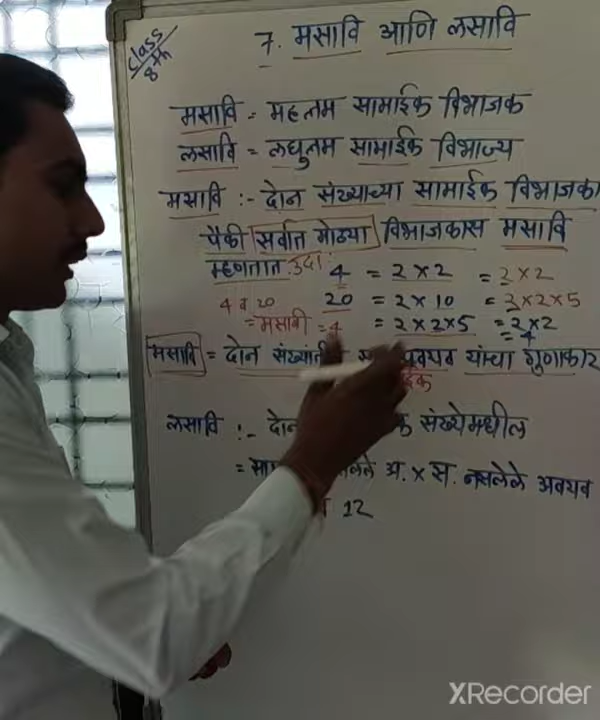 Class 8th
7. मसावि आणि लसावि
मसावि = महत्तम सामाईक विभाजक
लसावि = लघुतम सामाईक विभाज्य
मसावि :- दोन संख्याच्या सामाईक विभाजका
पैकी सर्वात मोठ्या विभाजकास मसावि
म्हणतात. उदा:
4 = 2 × 2 = 2 × 2
4 व 20 20 = 2 × 10 = 2 × 2 × 5
= मसावी = 4 = 2 × 2 × 5 = 2 × 2
= 4
मसावि = दोन यांचा गुणाकार
लसावि :- दोन संख्येमधील
अ. × स. नसलेले अवयव
12
XRecorder